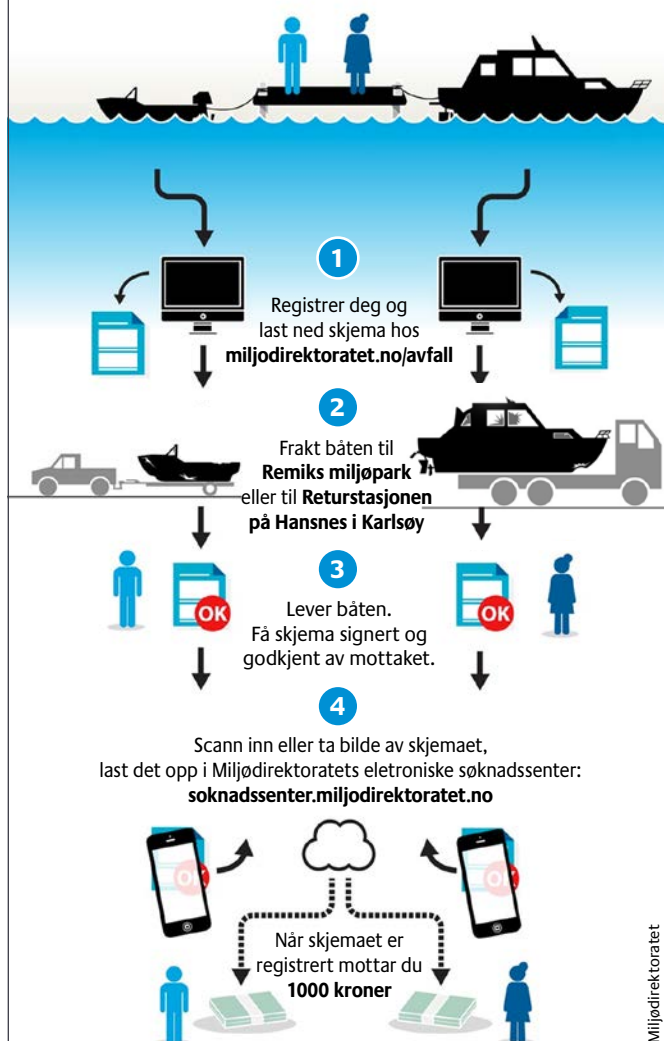 1
Registrer deg og
last ned skjema hos
miljodirektoratet.no/avfall
2
Frakt båten til
Remiks miljøpark
eller til Returstasjonen
på Hansnes i Karlsøy
OK
3
OK
Lever båten.
Få skjema signert og
godkjent av mottaket.
4
Scann inn eller ta bilde av skjemaet,
last det opp i Miljødirektoratets eletroniske søknadssenter:
soknadssenter.miljodirektoratet.no
OK
OK
Når skjemaet er
registrert mottar du
1000 kroner
Miljødirektoratet